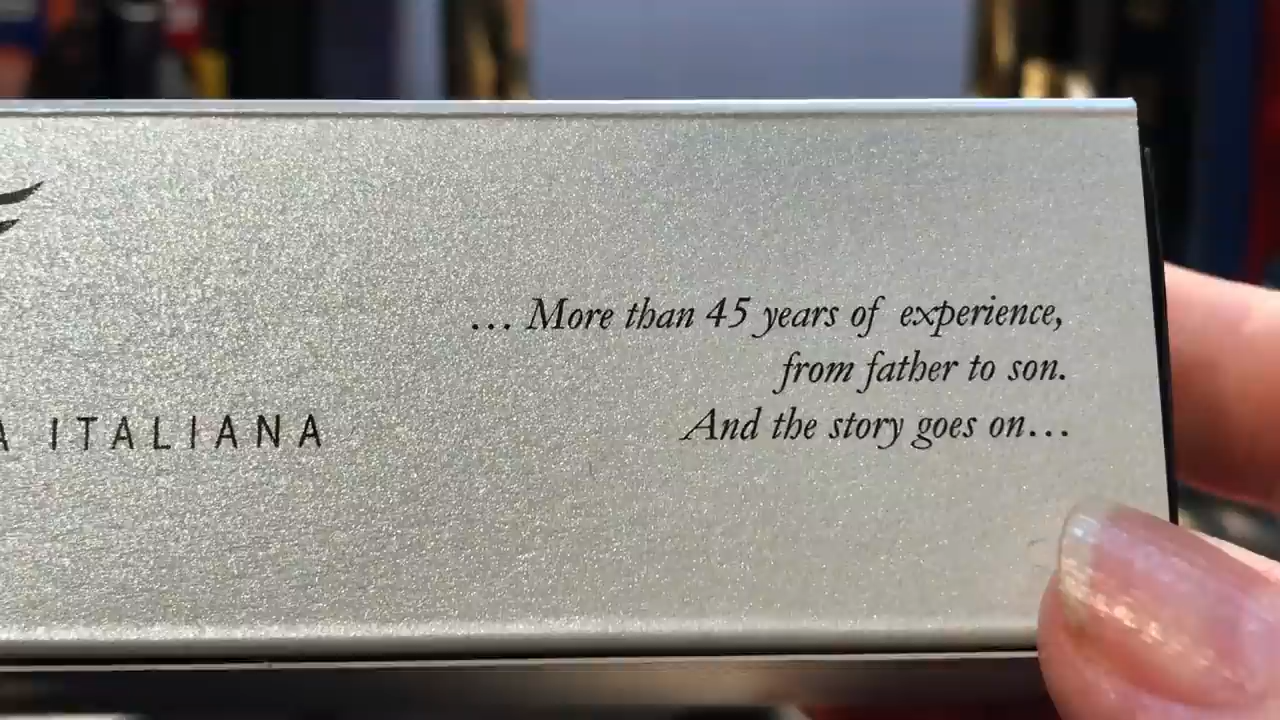 ITALIANA
... More than 45 years of experience,
from father to son.
And the story goes on...